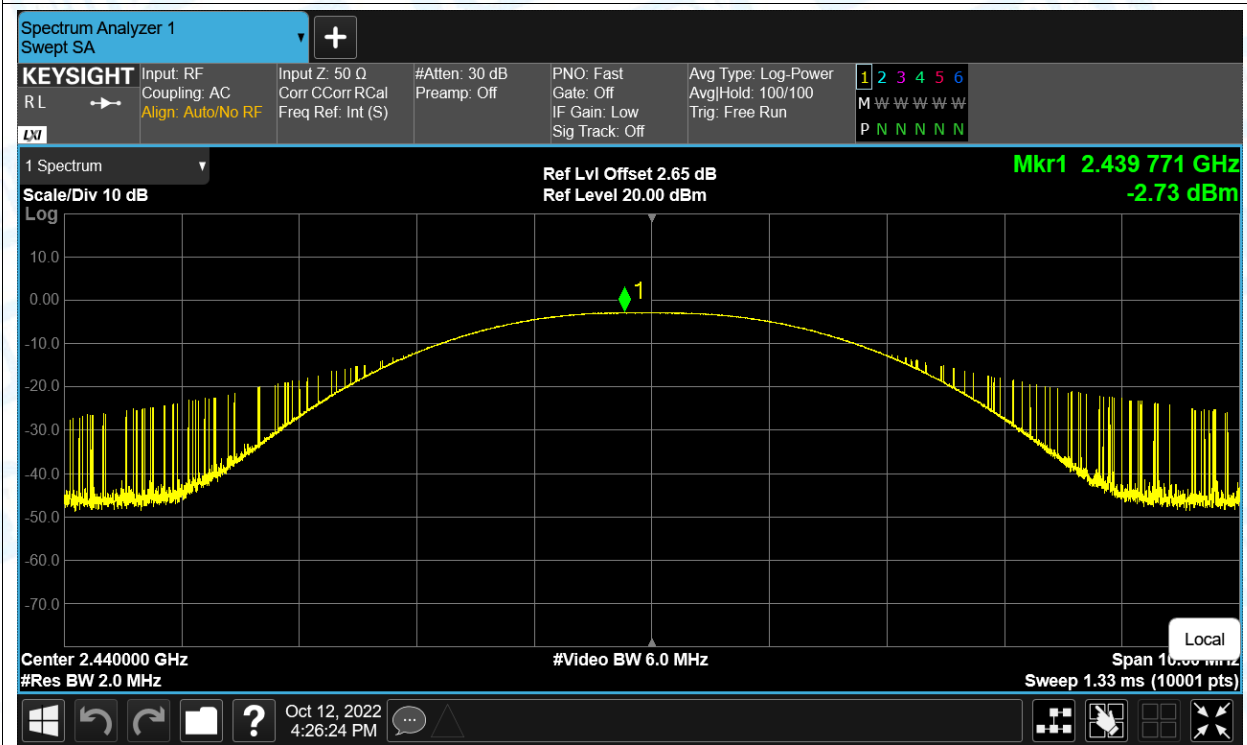 Spectrum Analyzer 1
Swept SA
KEYSIGHT
R L
LXI
Input: RF
Coupling: AC
Align: Auto/No RF
Input Z: 50 Ω
Corr CCorr RCal
Freq Ref: Int (S)
#Atten: 30 dB
Preamp: Off
PNO: Fast
Gate: Off
IF Gain: Low
Sig Track: Off
Avg Type: Log-Power
Avg|Hold: 100/100
Trig: Free Run
1 2 3 4 5 6
M W W W W W W
P N N N N N
1 Spectrum
Scale/Div 10 dB
Log
Ref Lvl Offset 2.65 dB
Ref Level 20.00 dBm
Mkr1 2.439 771 GHz
-2.73 dBm
10.0
0.00
-10.0
-20.0
-30.0
-40.0
-50.0
-60.0
-70.0
1
Local
Center 2.440000 GHz
#Res BW 2.0 MHz
#Video BW 6.0 MHz
Span 10.00 MHz
Sweep 1.33 ms (10001 pts)
?
Oct 12, 2022
4:26:24 PM